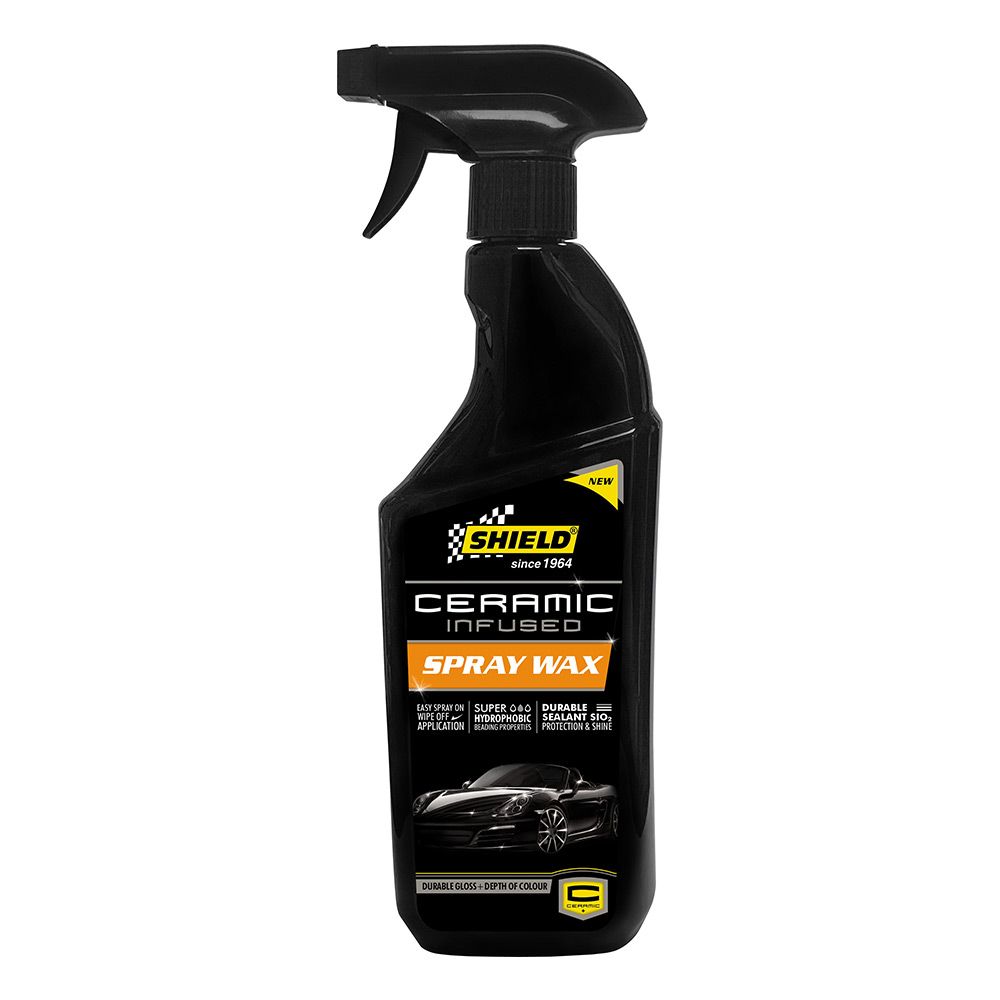 NEW
SHIELD®
since 1964
CERAMIC
INFUSED
SPRAY WAX
EASY SPRAY ON
WIPE OFF
APPLICATION
SUPER
HYDROPHOBIC
BEADING PROPERTIES
DURABLE
SEALANT SIO₂
PROTECTION & SHINE
DURABLE GLOSS + DEPTH OF COLOUR
C
CERAMIC
+